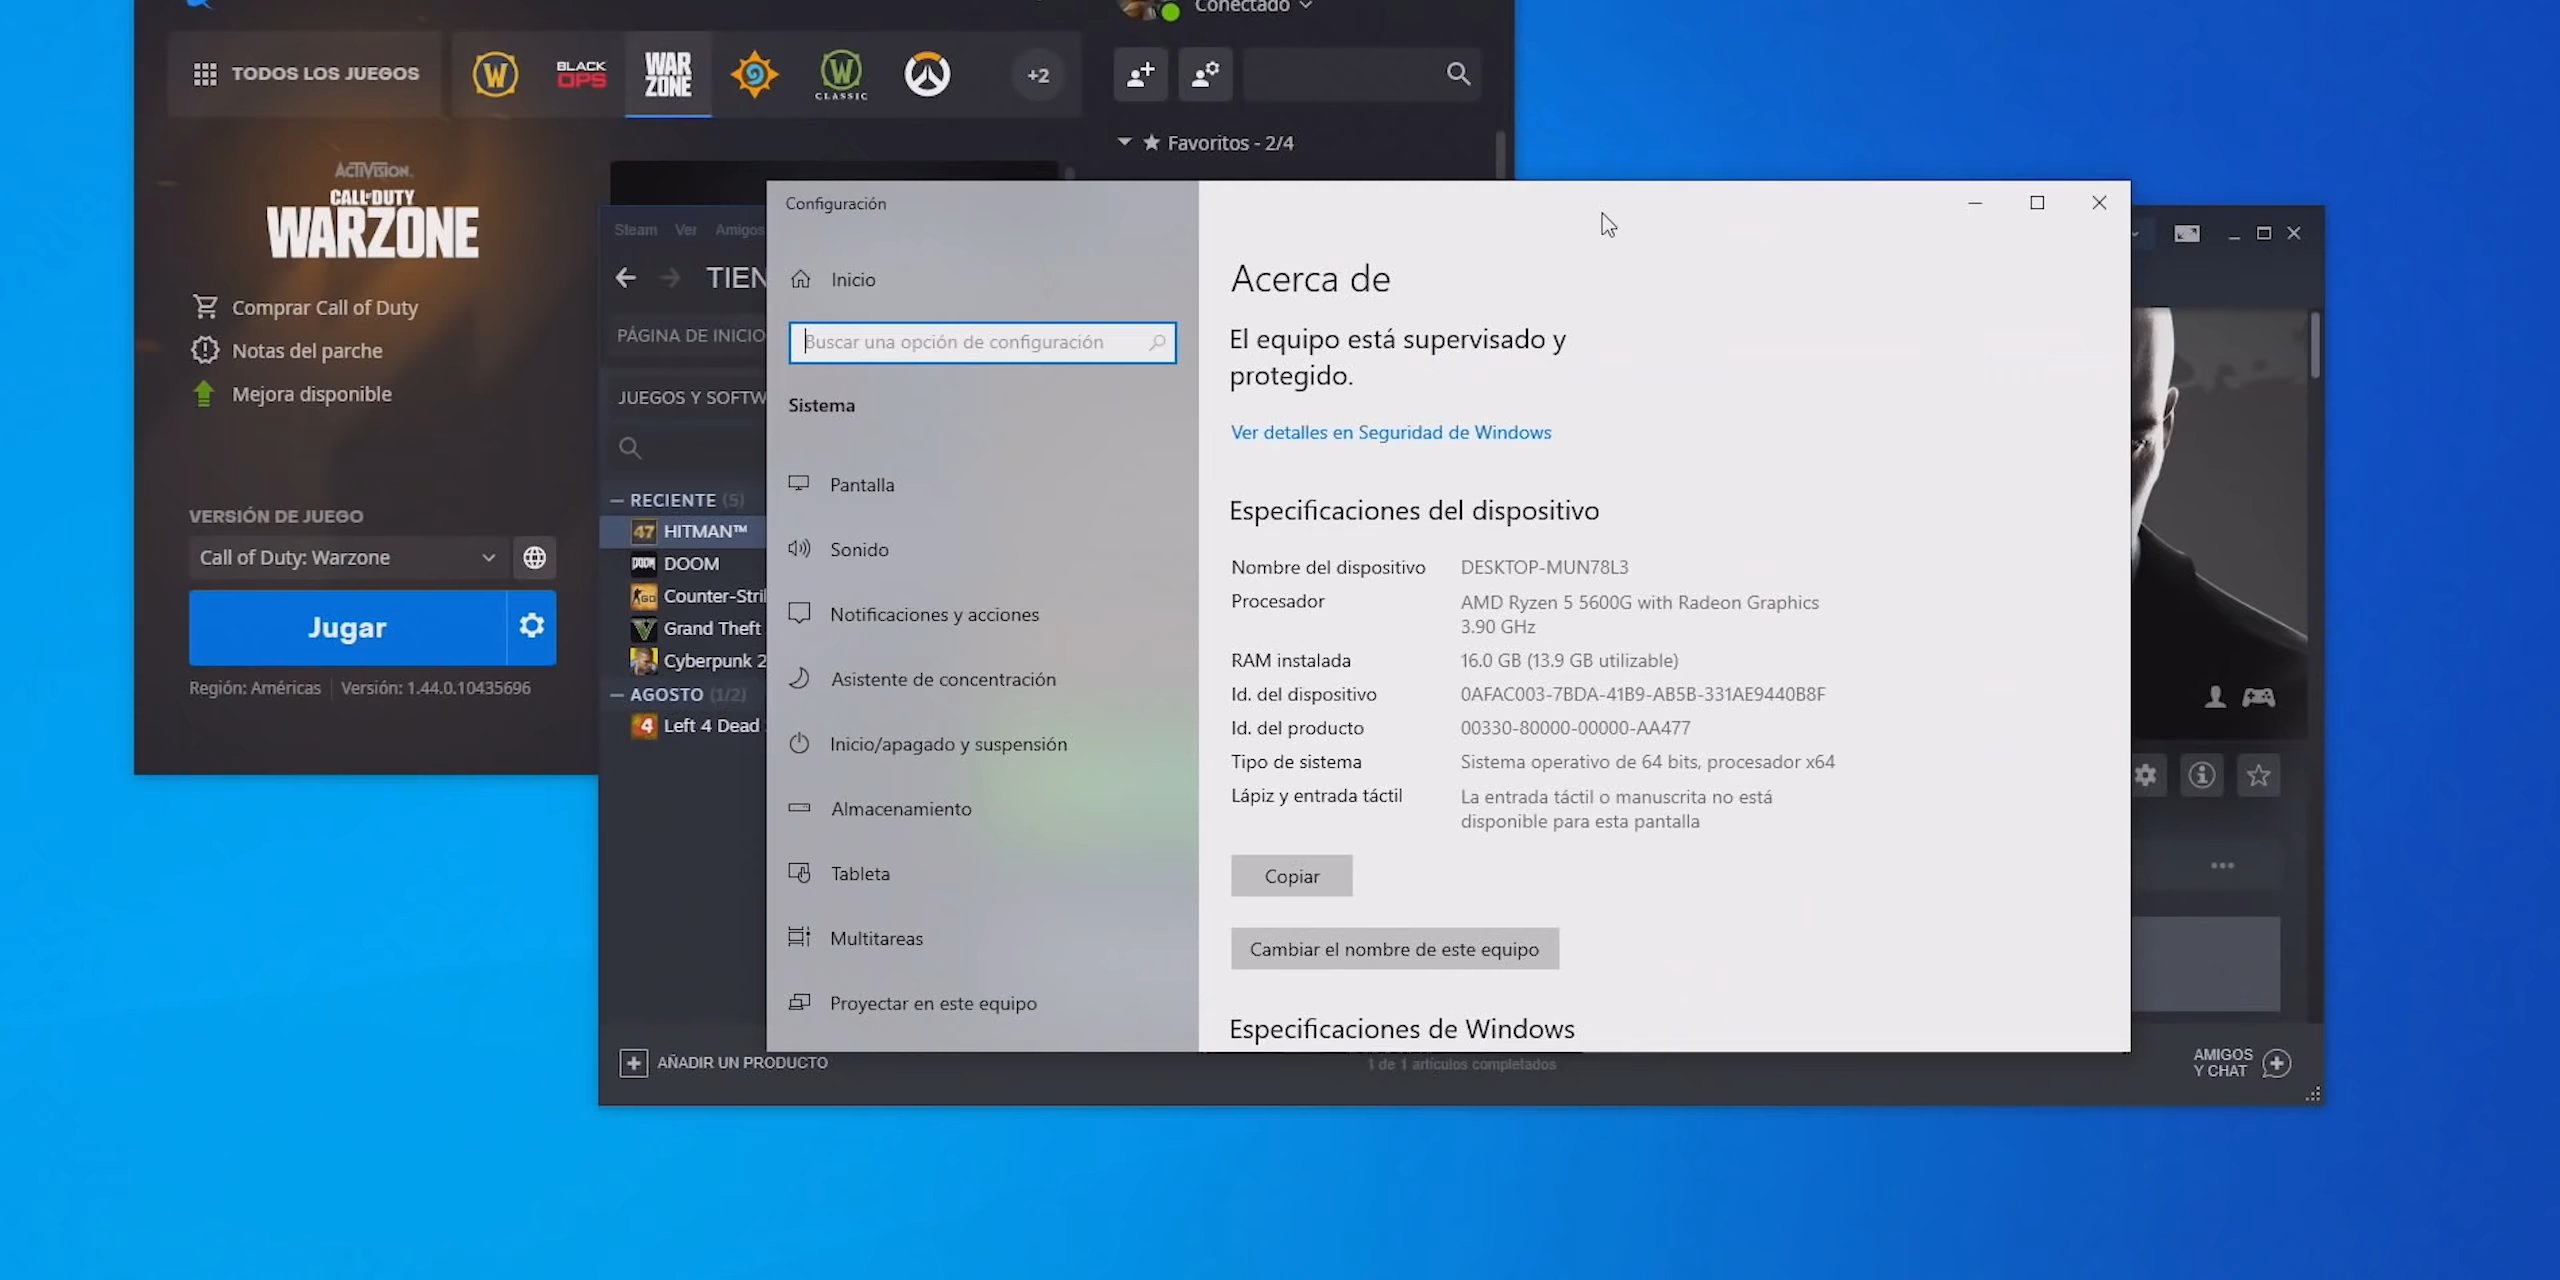 Conectado
TODOS LOS JUEGOS
W
BLACK
OPS
WAR
ZONE
W
CLASSIC
+2
Favoritos - 2/4
ACTIVISION.
CALL OF DUTY
WARZONE
Comprar Call of Duty
Notas del parche
Mejora disponible
VERSIÓN DE JUEGO
Call of Duty: Warzone
Jugar
Región: Américas
Versión: 1.44.0.10435696
Steam Ver Amigos
TIEN
PÁGINA DE INICIO
JUEGOS Y SOFTW
RECIENTE (5)
47 HITMAN™
DOOM DOOM
GO Counter-Stri
V Grand Theft
Cyberpunk 2
AGOSTO (1/2)
4 Left 4 Dead
AÑADIR UN PRODUCTO
1 de 1 artículos completados
AMIGOS
Y CHAT
Configuración
Inicio
Buscar una opción de configuración
Sistema
Pantalla
Sonido
Notificaciones y acciones
Asistente de concentración
Inicio/apagado y suspensión
Almacenamiento
Tableta
Multitareas
Proyectar en este equipo
Acerca de
El equipo está supervisado y
protegido.
Ver detalles en Seguridad de Windows
Especificaciones del dispositivo
Nombre del dispositivo DESKTOP-MUN78L3
Procesador AMD Ryzen 5 5600G with Radeon Graphics
3.90 GHz
RAM instalada 16.0 GB (13.9 GB utilizable)
Id. del dispositivo 0AFAC003-7BDA-41B9-AB5B-331AE9440B8F
Id. del producto 00330-80000-00000-AA477
Tipo de sistema Sistema operativo de 64 bits, procesador x64
Lápiz y entrada táctil La entrada táctil o manuscrita no está
disponible para esta pantalla
Copiar
Cambiar el nombre de este equipo
Especificaciones de Windows